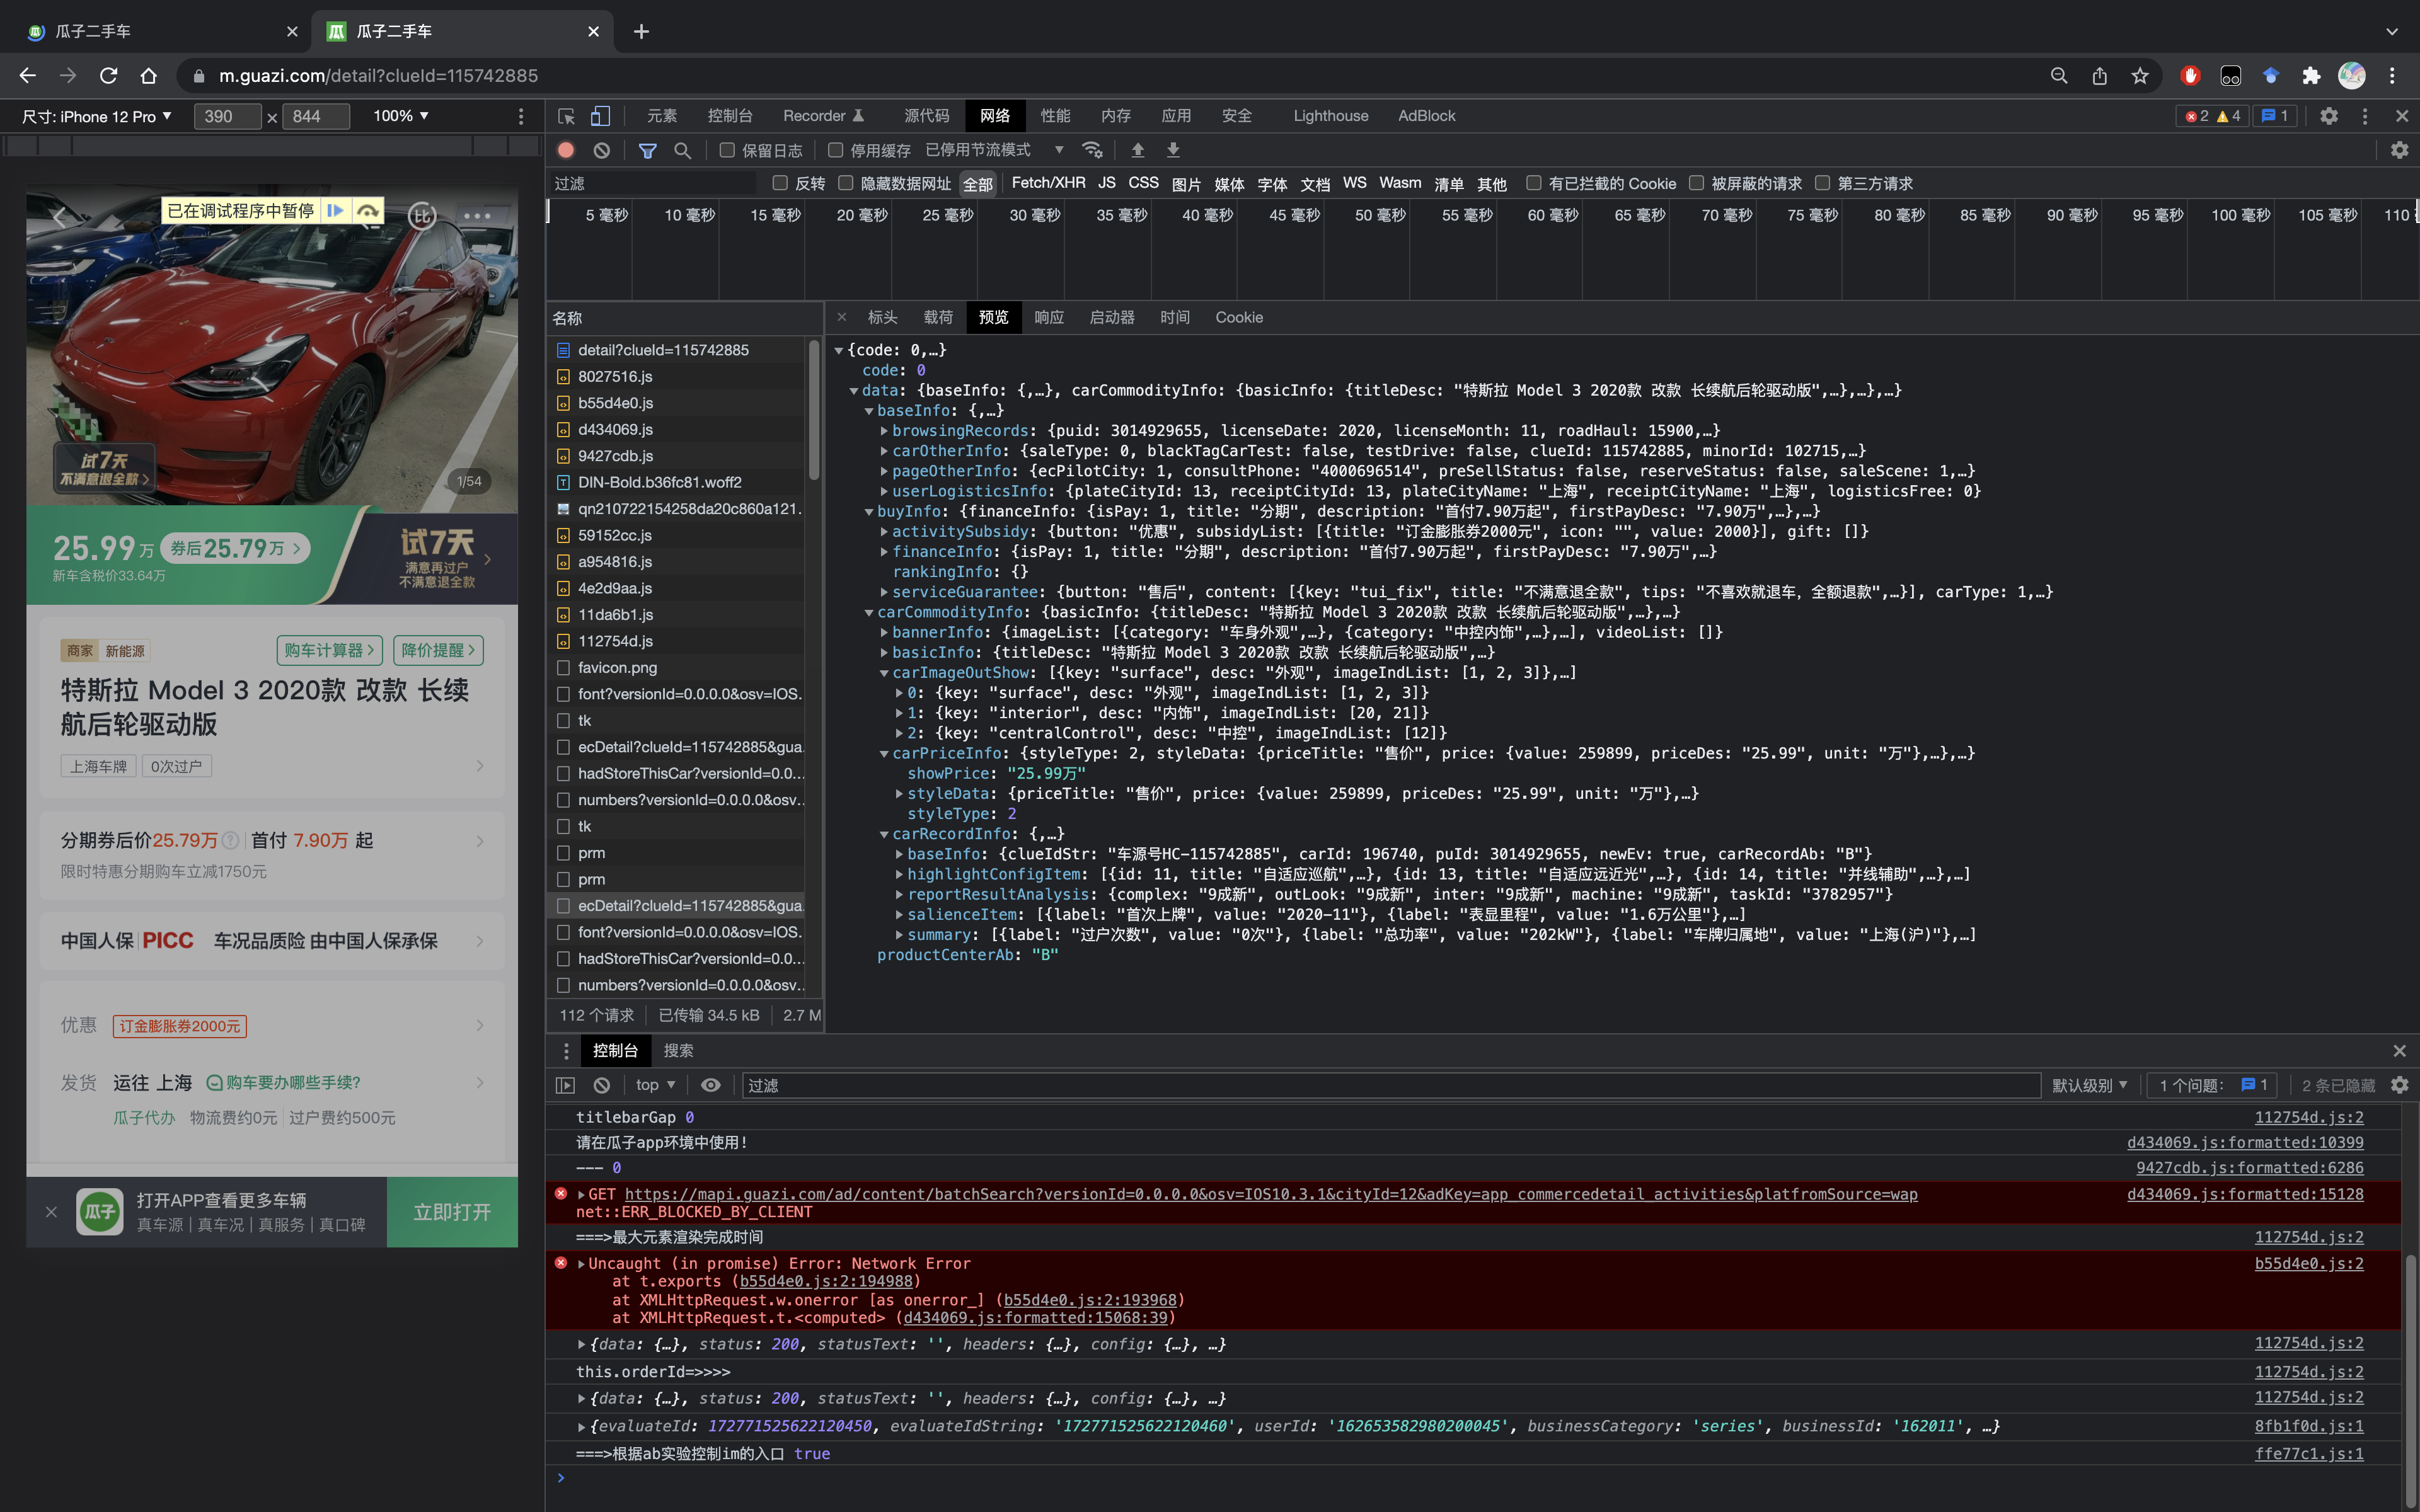 瓜子二手车
瓜子二手车
m.guazi.com/detail?clueId=115742885
尺寸: iPhone 12 Pro ▼ 390 × 844 100% ▼
元素 控制台 Recorder 源代码 网络 性能 内存 应用 安全 Lighthouse AdBlock 2 4 1
保留日志 停用缓存 已停用节流模式 ▼
过滤 反转 隐藏数据网址 全部 Fetch/XHR JS CSS 图片 媒体 字体 文档 WS Wasm 清单 其他 有已拦截的 Cookie 被屏蔽的请求 第三方请求
5 毫秒 10 毫秒 15 毫秒 20 毫秒 25 毫秒 30 毫秒 35 毫秒 40 毫秒 45 毫秒 50 毫秒 55 毫秒 60 毫秒 65 毫秒 70 毫秒 75 毫秒 80 毫秒 85 毫秒 90 毫秒 95 毫秒 100 毫秒 105 毫秒 110
已在调试程序中暂停
比
试7天
不满意退全款
1/54
25.99万 券后25.79万
新车含税价33.64万
试7天
满意再过户
不满意退全款
商家 新能源 购车计算器 降价提醒
特斯拉 Model 3 2020款 改款 长续
航后轮驱动版
上海车牌 0次过户
分期券后价25.79万 首付 7.90万 起
限时特惠分期购车立减1750元
中国人保 PICC 车况品质险 由中国人保承保
优惠 订金膨胀券2000元
发货 运往 上海 购车要办哪些手续?
瓜子代办 物流费约0元 过户费约500元
瓜子
打开APP查看更多车辆
真车源 | 真车况 | 真服务 | 真口碑
立即打开
名称
detail?clueId=115742885
8027516.js
b55d4e0.js
d434069.js
9427cdb.js
DIN-Bold.b36fc81.woff2
qn210722154258da20c860a121.
59152cc.js
a954816.js
4e2d9aa.js
11da6b1.js
112754d.js
favicon.png
font?versionId=0.0.0.0&osv=IOS.
tk
ecDetail?clueId=115742885&gua.
hadStoreThisCar?versionId=0.0...
numbers?versionId=0.0.0.0&osv..
tk
prm
prm
ecDetail?clueId=115742885&gua.
font?versionId=0.0.0.0&osv=IOS.
hadStoreThisCar?versionId=0.0...
numbers?versionId=0.0.0.0&osv..
112 个请求 已传输 34.5 kB 2.7 M
标头 载荷 预览 响应 启动器 时间 Cookie
{code: 0,…}
code: 0
data: {baseInfo: {,…}, carCommodityInfo: {basicInfo: {titleDesc: "特斯拉 Model 3 2020款 改款 长续航后轮驱动版",…},…},…}
baseInfo: {,…}
browsingRecords: {puid: 3014929655, licenseDate: 2020, licenseMonth: 11, roadHaul: 15900,…}
carOtherInfo: {saleType: 0, blackTagCarTest: false, testDrive: false, clueId: 115742885, minorId: 102715,…}
pageOtherInfo: {ecPilotCity: 1, consultPhone: "4000696514", preSellStatus: false, reserveStatus: false, saleScene: 1,…}
userLogisticsInfo: {plateCityId: 13, receiptCityId: 13, plateCityName: "上海", receiptCityName: "上海", logisticsFree: 0}
buyInfo: {financeInfo: {isPay: 1, title: "分期", description: "首付7.90万起", firstPayDesc: "7.90万",…},…}
activitySubsidy: {button: "优惠", subsidyList: [{title: "订金膨胀券2000元", icon: "", value: 2000}], gift: []}
financeInfo: {isPay: 1, title: "分期", description: "首付7.90万起", firstPayDesc: "7.90万",…}
rankingInfo: {}
serviceGuarantee: {button: "售后", content: [{key: "tui_fix", title: "不满意退全款", tips: "不喜欢就退车，全额退款",…}], carType: 1,…}
carCommodityInfo: {basicInfo: {titleDesc: "特斯拉 Model 3 2020款 改款 长续航后轮驱动版",…},…}
bannerInfo: {imageList: [{category: "车身外观",…}, {category: "中控内饰",…},…], videoList: []}
basicInfo: {titleDesc: "特斯拉 Model 3 2020款 改款 长续航后轮驱动版",…}
carImageOutShow: [{key: "surface", desc: "外观", imageIndList: [1, 2, 3]},…]
0: {key: "surface", desc: "外观", imageIndList: [1, 2, 3]}
1: {key: "interior", desc: "内饰", imageIndList: [20, 21]}
2: {key: "centralControl", desc: "中控", imageIndList: [12]}
carPriceInfo: {styleType: 2, styleData: {priceTitle: "售价", price: {value: 259899, priceDes: "25.99", unit: "万"},…},…}
showPrice: "25.99万"
styleData: {priceTitle: "售价", price: {value: 259899, priceDes: "25.99", unit: "万"},…}
styleType: 2
carRecordInfo: {,…}
baseInfo: {clueIdStr: "车源号HC-115742885", carId: 196740, puId: 3014929655, newEv: true, carRecordAb: "B"}
highlightConfigItem: [{id: 11, title: "自适应巡航",…}, {id: 13, title: "自适应远近光",…}, {id: 14, title: "并线辅助",…},…]
reportResultAnalysis: {complex: "9成新", outLook: "9成新", inter: "9成新", machine: "9成新", taskId: "3782957"}
salienceItem: [{label: "首次上牌", value: "2020-11"}, {label: "表显里程", value: "1.6万公里"},…]
summary: [{label: "过户次数", value: "0次"}, {label: "总功率", value: "202kW"}, {label: "车牌归属地", value: "上海(沪)"},…]
productCenterAb: "B"
控制台 搜索
top ▼ 过滤 默认级别 ▼ 1 个问题: 1 2 条已隐藏
titlebarGap 0 112754d.js:2
请在瓜子app环境中使用! d434069.js:formatted:10399
--- 0 9427cdb.js:formatted:6286
GET https://mapi.guazi.com/ad/content/batchSearch?versionId=0.0.0.0&osv=IOS10.3.1&cityId=12&adKey=app_commercedetail_activities&platfromSource=wap d434069.js:formatted:15128
net::ERR_BLOCKED_BY_CLIENT
===>最大元素渲染完成时间 112754d.js:2
Uncaught (in promise) Error: Network Error b55d4e0.js:2
at t.exports (b55d4e0.js:2:194988)
at XMLHttpRequest.w.onerror [as onerror_] (b55d4e0.js:2:193968)
at XMLHttpRequest.t.<computed> (d434069.js:formatted:15068:39)
{data: {…}, status: 200, statusText: '', headers: {…}, config: {…}, …} 112754d.js:2
this.orderId=>>>> 112754d.js:2
{data: {…}, status: 200, statusText: '', headers: {…}, config: {…}, …} 112754d.js:2
{evaluateId: 172771525622120450, evaluateIdString: '172771525622120460', userId: '162653582980200045', businessCategory: 'series', businessId: '162011', …} 8fb1f0d.js:1
===>根据ab实验控制im的入口 true ffe77c1.js:1